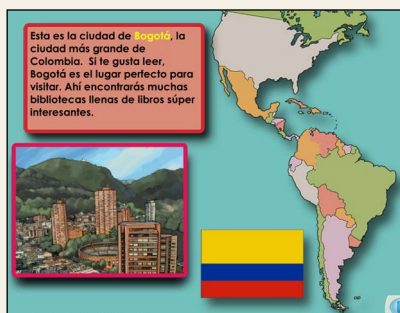 Esta es la ciudad de Bogotá, la
ciudad más grande de
Colombia. Si te gusta leer,
Bogotá es el lugar perfecto para
visitar. Ahí encontrarás muchas
bibliotecas llenas de libros súper
interesantes.